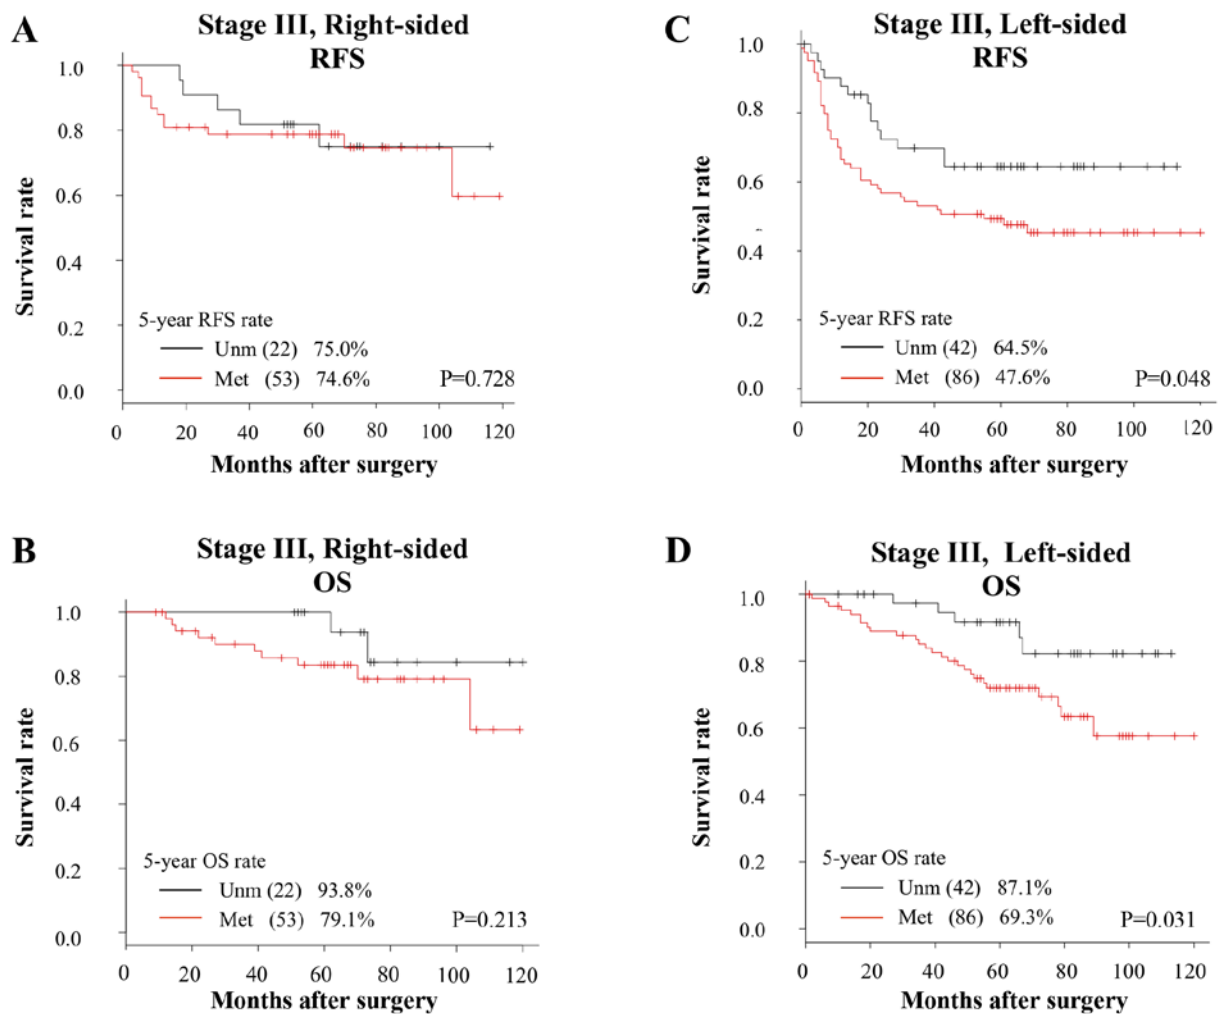 A
Stage III, Right-sided
RFS
1.0
0.8
0.6
0.4
0.2
0.0
Survival rate
5-year RFS rate
Unm (22) 75.0%
Met (53) 74.6%
P=0.728
0 20 40 60 80 100 120
Months after surgery
C
Stage III, Left-sided
RFS
1.0
0.8
0.6
0.4
0.2
0.0
Survival rate
5-year RFS rate
Unm (42) 64.5%
Met (86) 47.6%
P=0.048
0 20 40 60 80 100 120
Months after surgery
B
Stage III, Right-sided
OS
1.0
0.8
0.6
0.4
0.2
0.0
Survival rate
5-year OS rate
Unm (22) 93.8%
Met (53) 79.1%
P=0.213
0 20 40 60 80 100 120
Months after surgery
D
Stage III, Left-sided
OS
1.0
0.8
0.6
0.4
0.2
0.0
Survival rate
5-year OS rate
Unm (42) 87.1%
Met (86) 69.3%
P=0.031
0 20 40 60 80 100 120
Months after surgery